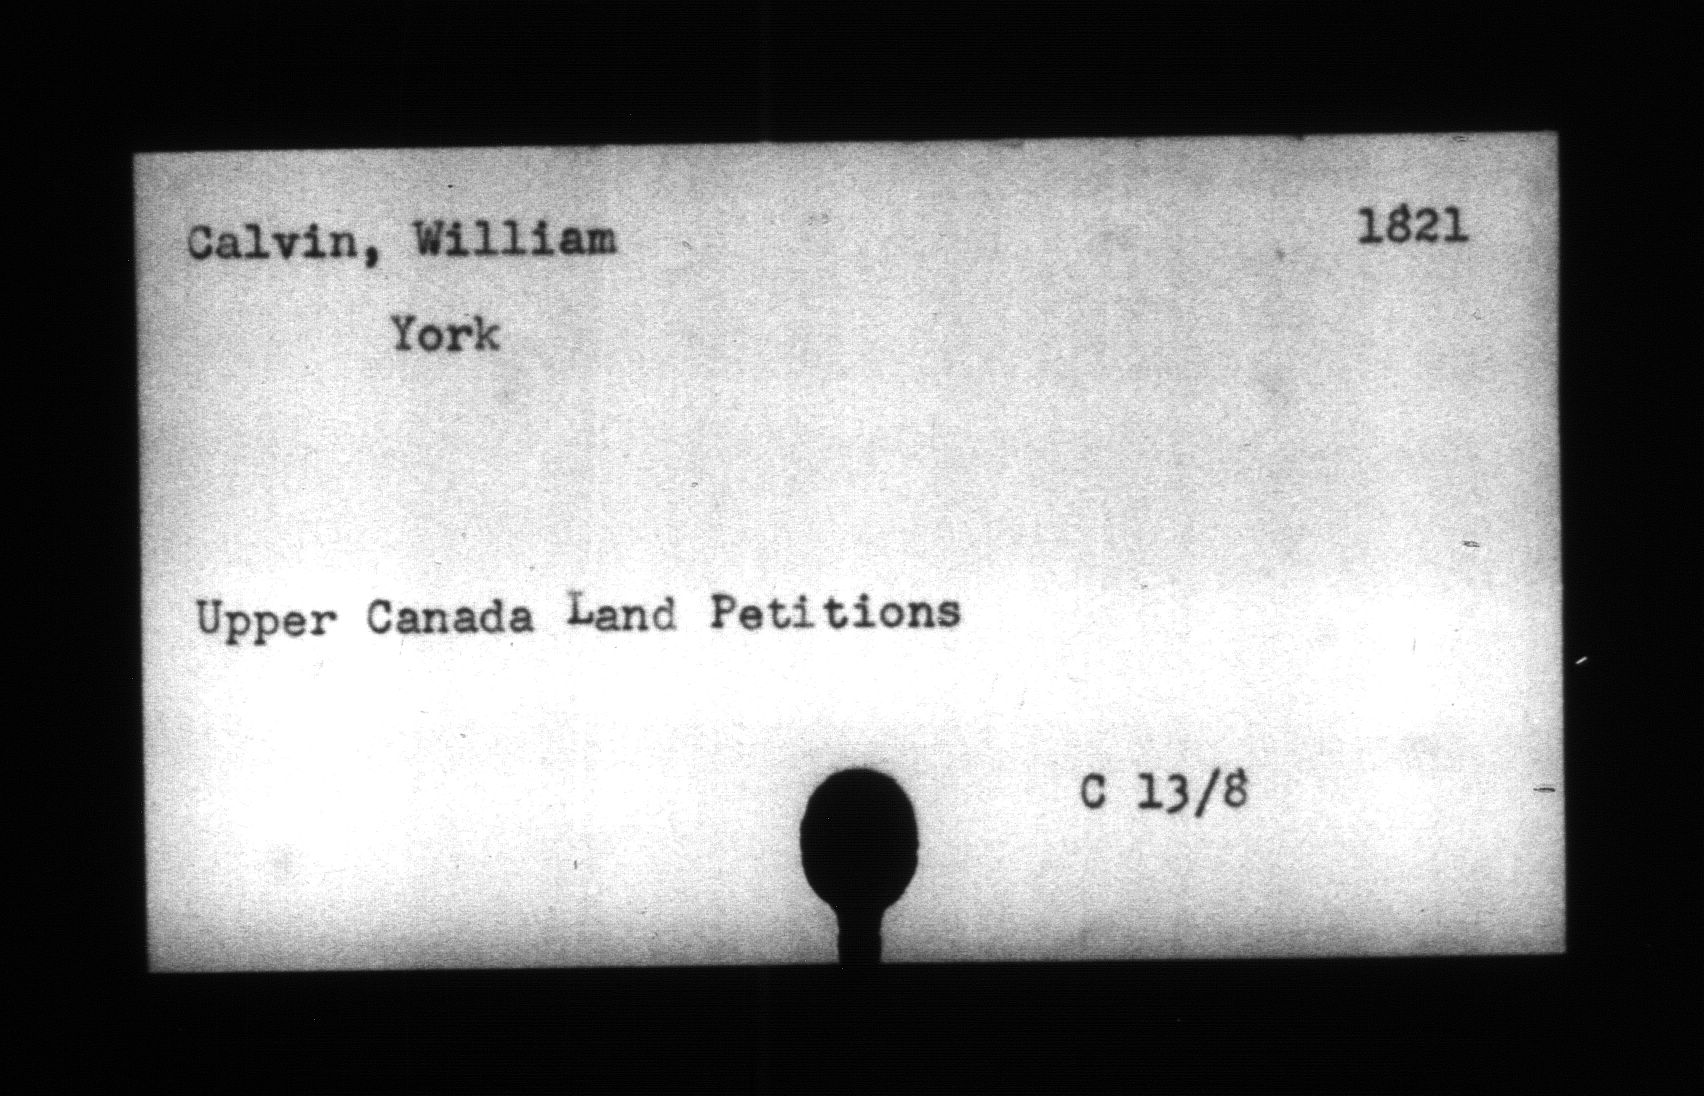 Calvin, William 1821
York
Upper Canada Land Petitions
C 13/8